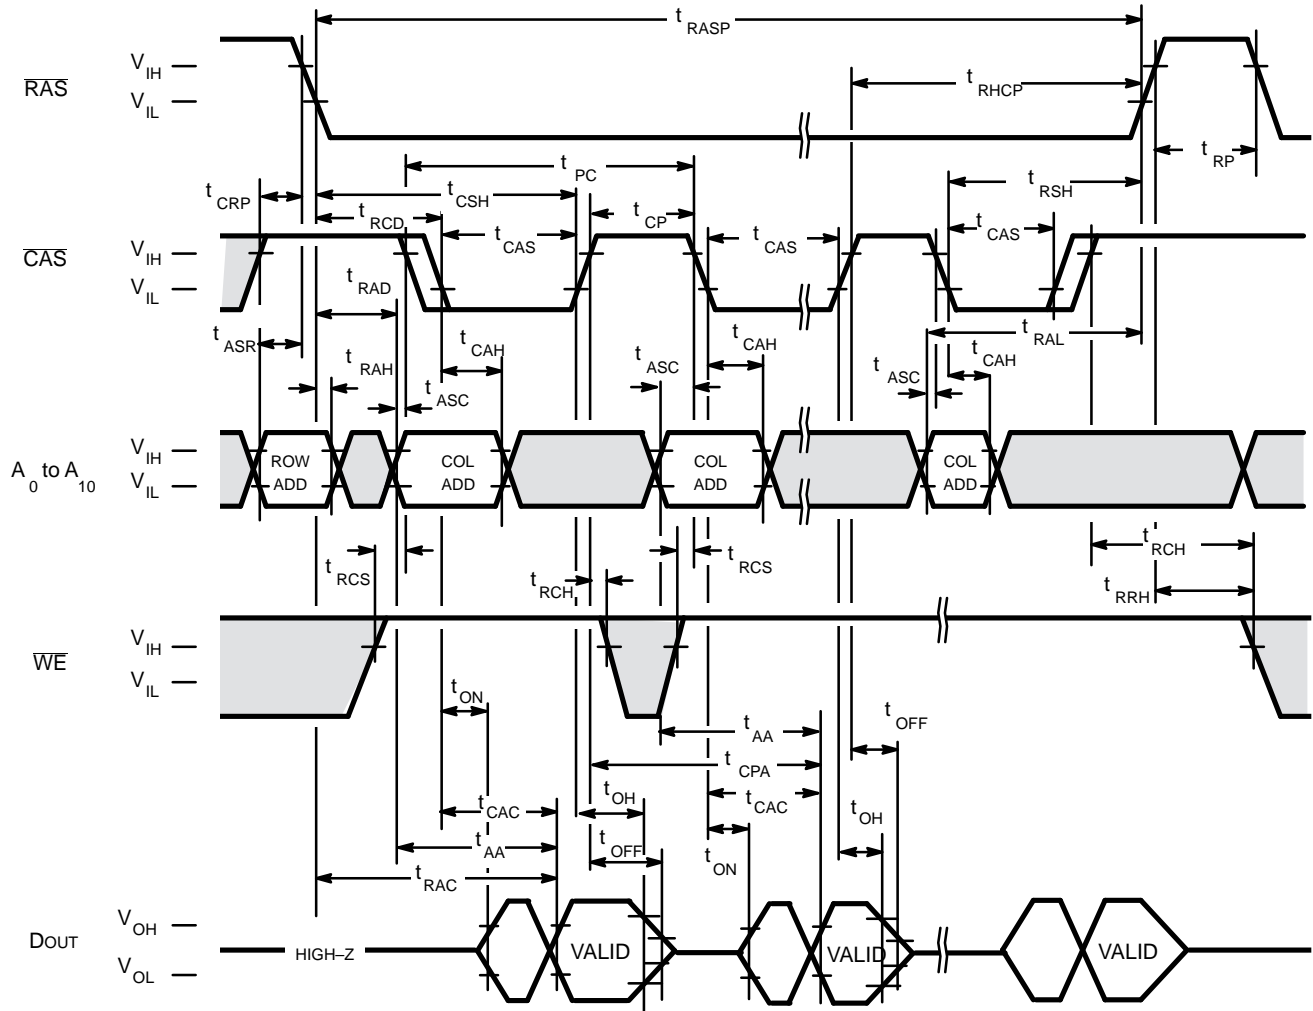 t RASP
RAS
V IH
V IL
t RHCP
t RP
t PC
t RSH
t CRP
t CSH
t RCD
t CP
CAS
V IH
V IL
t CAS
t CAS
t CAS
t RAD
t ASR
t RAH
t CAH
t ASC
t ASC
t CAH
t RAL
t ASC
t CAH
A 0 to A 10
V IH
V IL
ROW ADD
COL ADD
COL ADD
COL ADD
t RCS
t RCH
t RCS
t RCH
t RRH
WE
V IH
V IL
t ON
t AA
t OFF
t CPA
t CAC
t OH
t CAC
t OH
t AA
t OFF
t ON
t RAC
DOUT
V OH
V OL
HIGH–Z
VALID
VALID
VALID